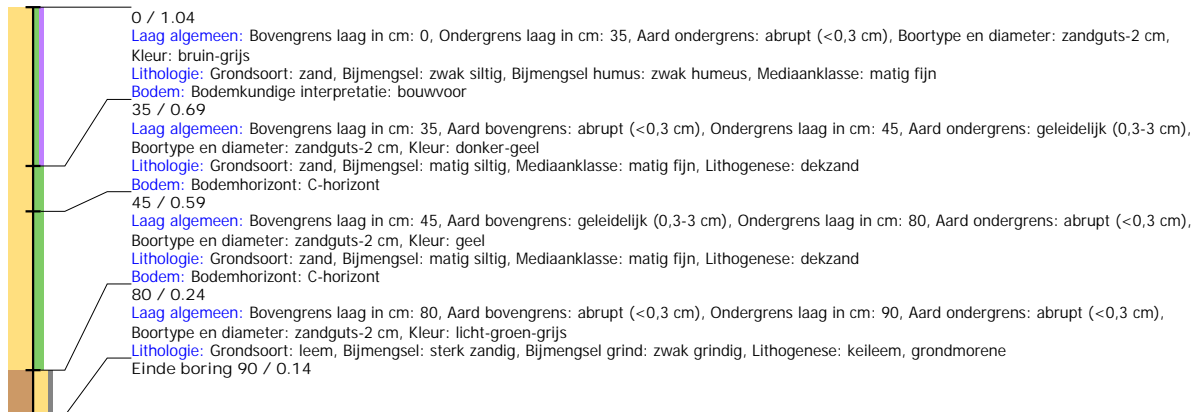 0 / 1.04
Laag algemeen: Bovengrens laag in cm: 0, Ondergrens laag in cm: 35, Aard ondergrens: abrupt (<0,3 cm), Boortype en diameter: zandguts-2 cm,
Kleur: bruin-grijs
Lithologie: Grondsoort: zand, Bijmengsel: zwak siltig, Bijmengsel humus: zwak humeus, Mediaanklasse: matig fijn
Bodem: Bodemkundige interpretatie: bouwvoor
35 / 0.69
Laag algemeen: Bovengrens laag in cm: 35, Aard bovengrens: abrupt (<0,3 cm), Ondergrens laag in cm: 45, Aard ondergrens: geleidelijk (0,3-3 cm),
Boortype en diameter: zandguts-2 cm, Kleur: donker-geel
Lithologie: Grondsoort: zand, Bijmengsel: matig siltig, Mediaanklasse: matig fijn, Lithogenese: dekzand
Bodem: Bodemhorizont: C-horizont
45 / 0.59
Laag algemeen: Bovengrens laag in cm: 45, Aard bovengrens: geleidelijk (0,3-3 cm), Ondergrens laag in cm: 80, Aard ondergrens: abrupt (<0,3 cm),
Boortype en diameter: zandguts-2 cm, Kleur: geel
Lithologie: Grondsoort: zand, Bijmengsel: matig siltig, Mediaanklasse: matig fijn, Lithogenese: dekzand
Bodem: Bodemhorizont: C-horizont
80 / 0.24
Laag algemeen: Bovengrens laag in cm: 80, Aard bovengrens: abrupt (<0,3 cm), Ondergrens laag in cm: 90, Aard ondergrens: abrupt (<0,3 cm),
Boortype en diameter: zandguts-2 cm, Kleur: licht-groen-grijs
Lithologie: Grondsoort: leem, Bijmengsel: sterk zandig, Bijmengsel grind: zwak grindig, Lithogenese: keileem, grondmorene
Einde boring 90 / 0.14